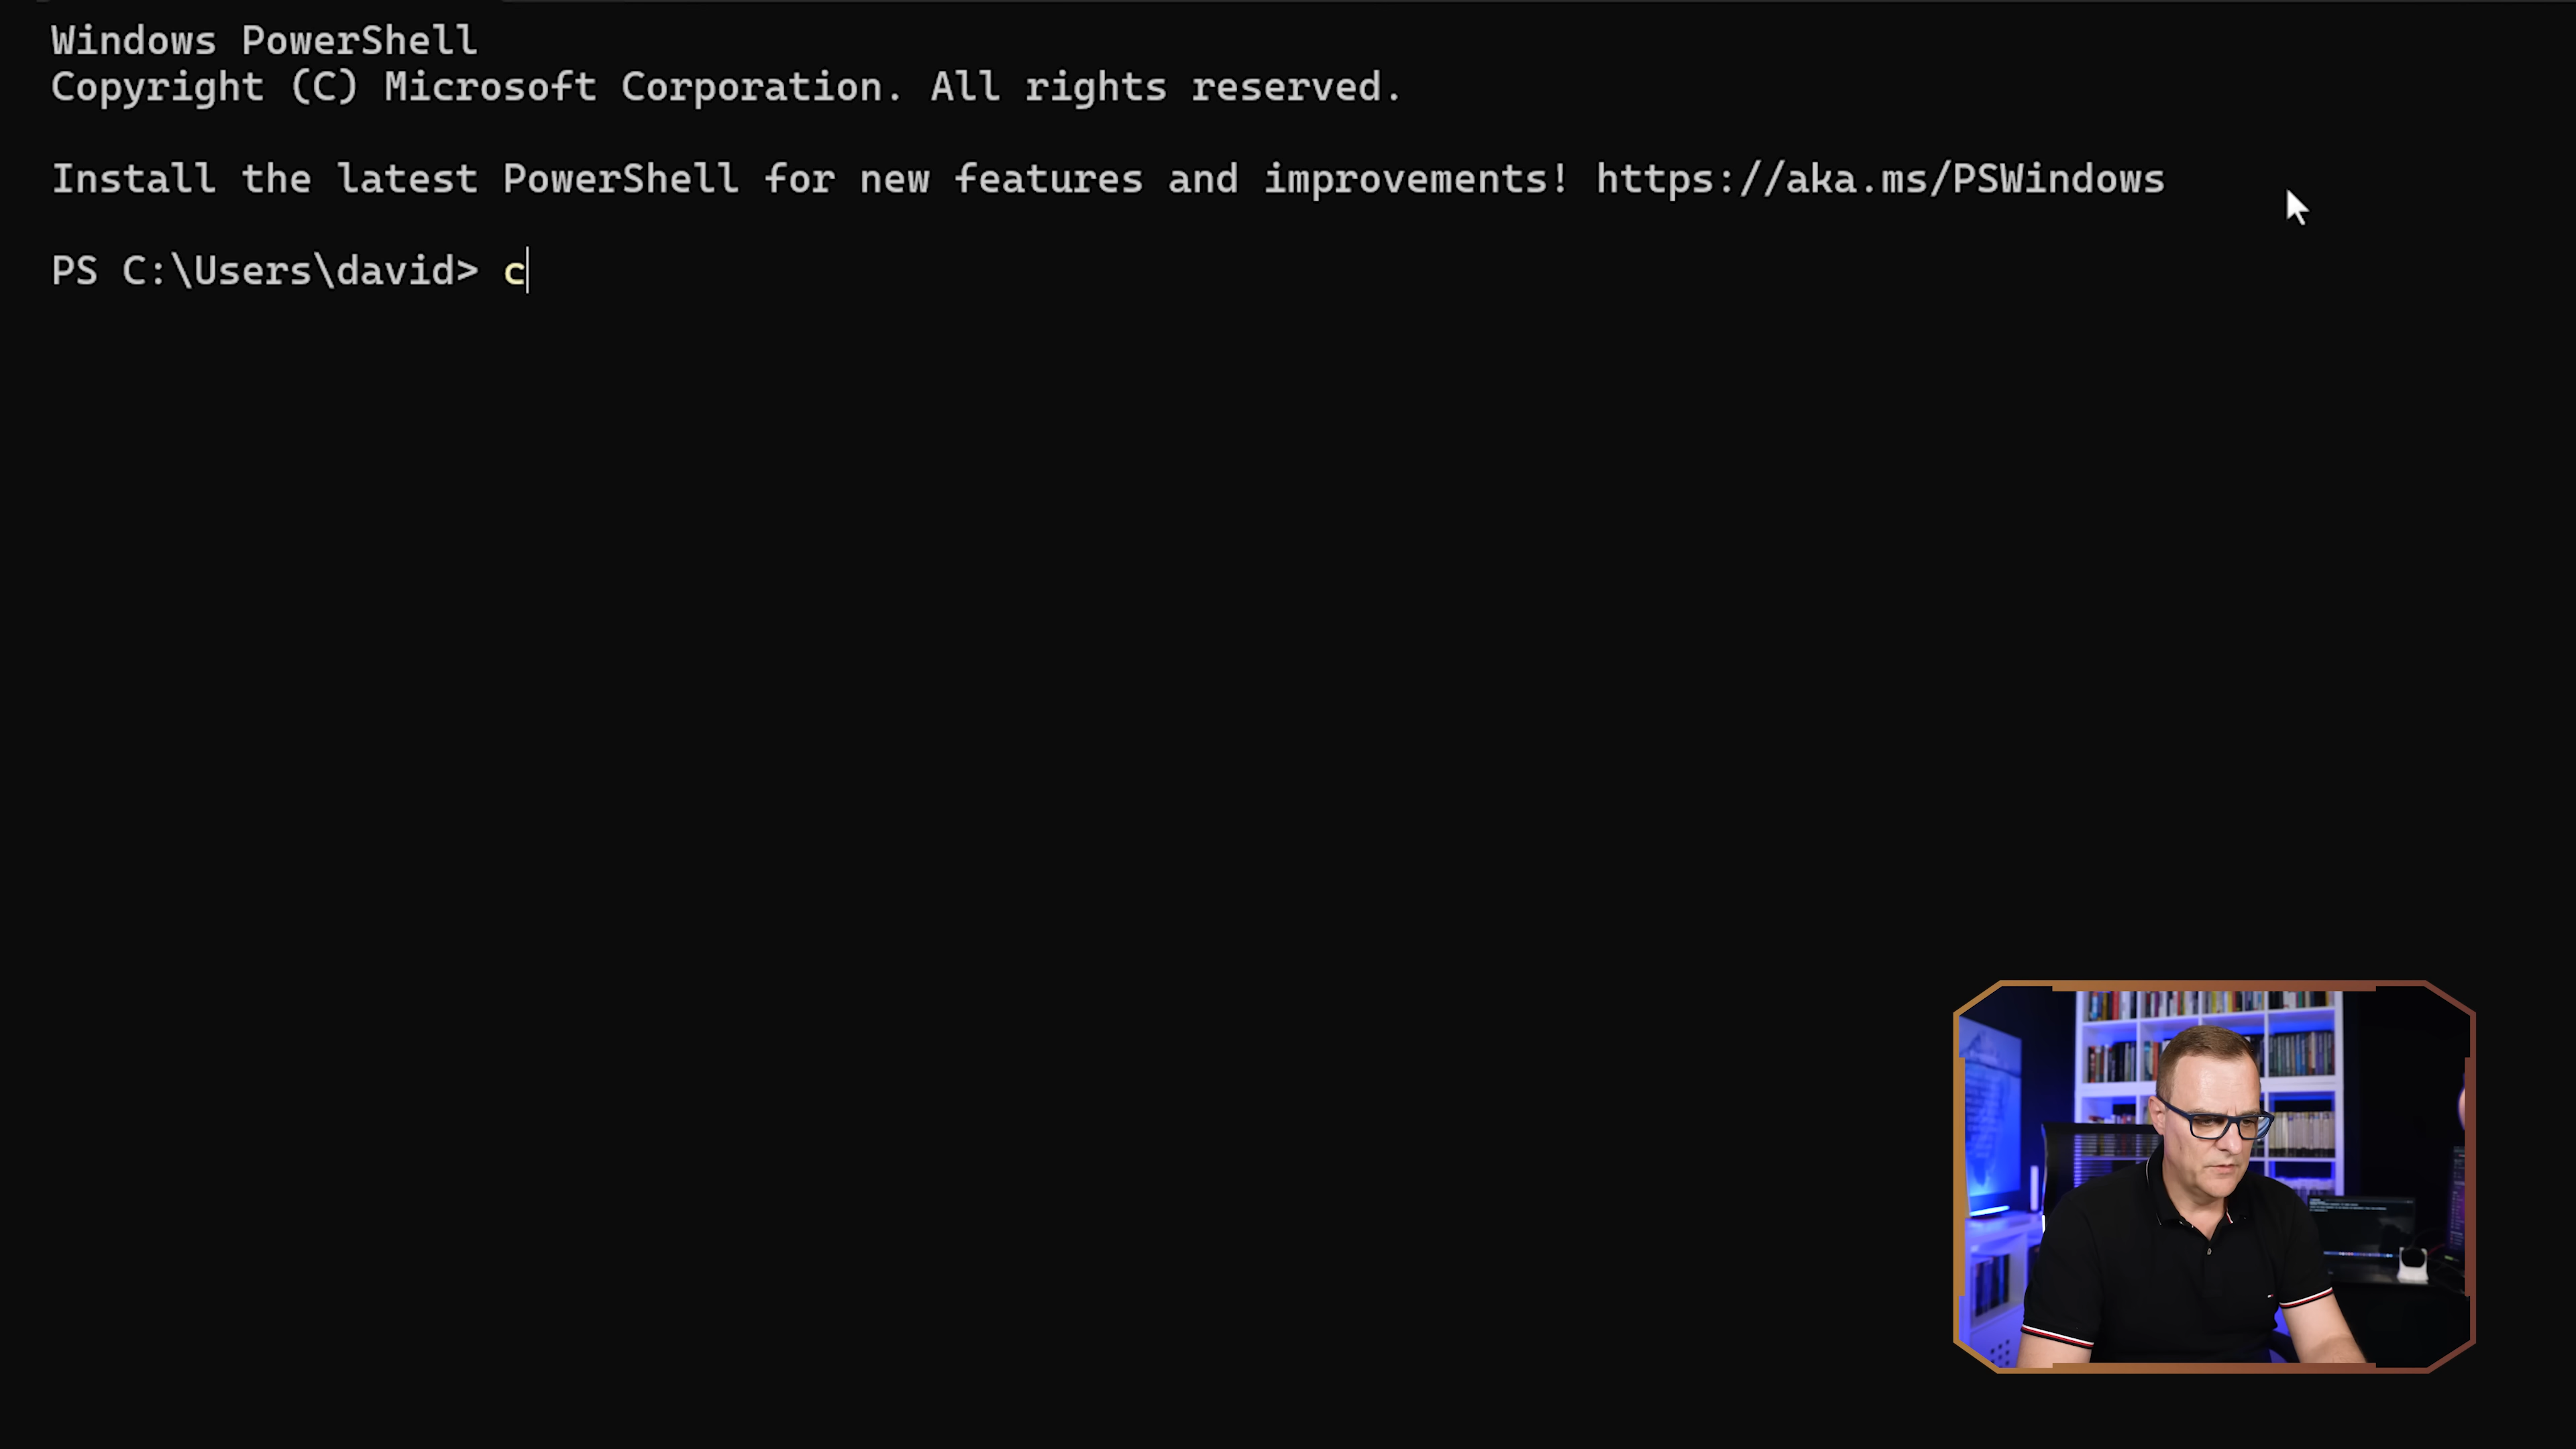 Windows PowerShell
Copyright (C) Microsoft Corporation. All rights reserved.
Install the latest PowerShell for new features and improvements! https://aka.ms/PSWindows
PS C:\Users\david> c